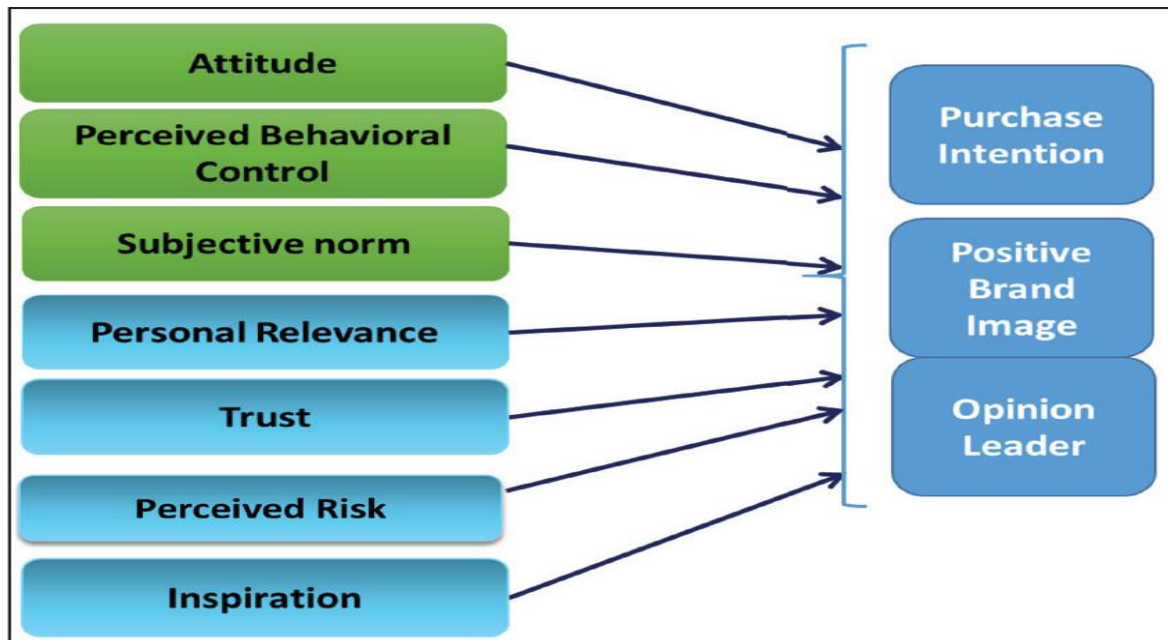 Attitude
Perceived Behavioral
Control
Subjective norm
Personal Relevance
Trust
Perceived Risk
Inspiration
Purchase
Intention
Positive
Brand
Image
Opinion
Leader